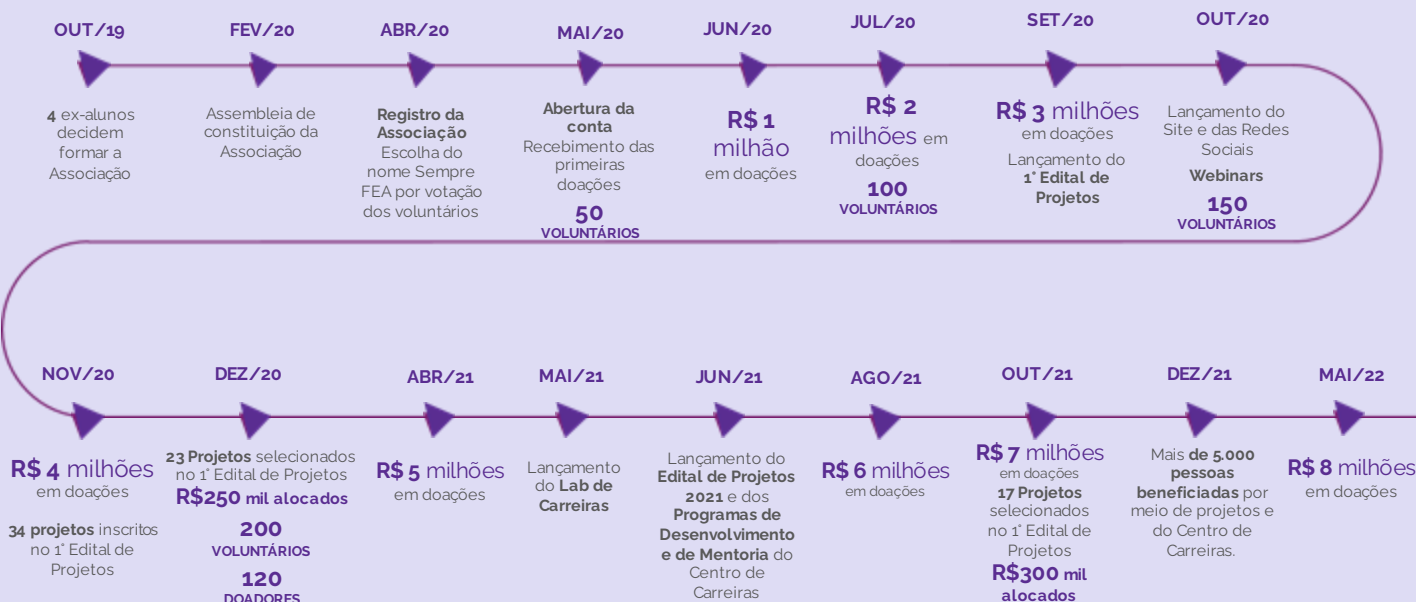 OUT/19
4 ex-alunos
decidem
formar a
Associação
FEV/20
Assembleia de
constituição da
Associação
ABR/20
Registro da
Associação
Escolha do
nome Sempre
FEA por votação
dos voluntários
MAI/20
Abertura da
conta
Recebimento das
primeiras
doações
50
VOLUNTÁRIOS
JUN/20
R$ 1
milhão
em doações
JUL/20
R$ 2
milhões em
doações
100
VOLUNTÁRIOS
SET/20
R$ 3 milhões
em doações
Lançamento do
1° Edital de
Projetos
OUT/20
Lançamento do
Site e das Redes
Sociais
Webinars
150
VOLUNTÁRIOS
NOV/20
R$ 4 milhões
em doações
34 projetos inscritos
no 1° Edital de
Projetos
DEZ/20
23 Projetos selecionados
no 1° Edital de Projetos
R$250 mil alocados
200
VOLUNTÁRIOS
120
DOADORES
ABR/21
R$ 5 milhões
em doações
MAI/21
Lançamento
do Lab de
Carreiras
JUN/21
Lançamento do
Edital de Projetos
2021 e dos
Programas de
Desenvolvimento
e de Mentoria do
Centro de
Carreiras
AGO/21
R$ 6 milhões
em doações
OUT/21
R$ 7 milhões
em doações
17 Projetos
selecionados
no 1° Edital de
Projetos
R$300 mil
alocados
DEZ/21
Mais de 5.000
pessoas
beneficiadas por
meio de projetos e
do Centro de
Carreiras.
MAI/22
R$ 8 milhões
em doações